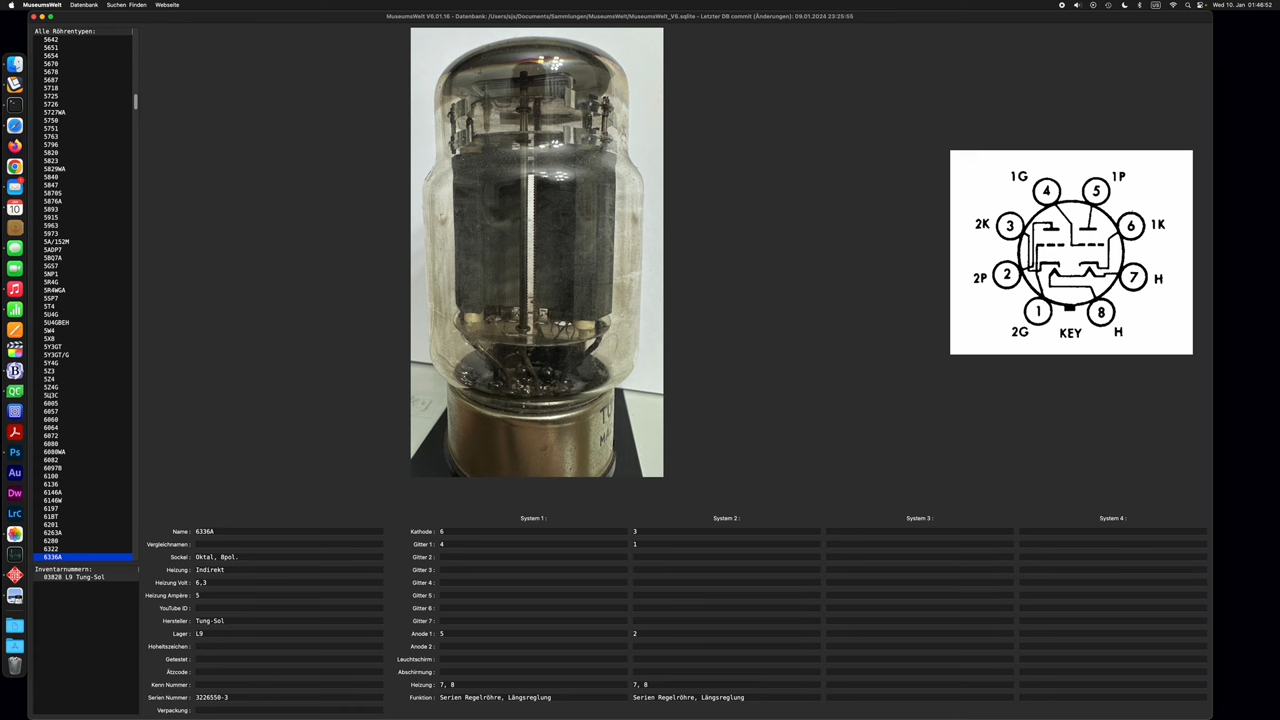 MuseumsWelt Datenbank Suchen Finden Webseite
Wed 10. Jan 01:46:52
MuseumsWelt V6.01.16 - Datenbank: /Users/sjs/Documents/Sammlungen/MuseumsWelt/MuseumsWelt_V6.sqlite - Letzter DB commit (Änderungen): 09.01.2024 23:25:55
Alle Röhrentypen:
5642
5651
5654
5670
5678
5687
5718
5725
5726
5727WA
5750
5751
5763
5796
5820
5823
5829WA
5840
5847
5870S
5876A
5893
5915
5963
5973
5A/152M
5ADP7
5BQ7A
5GS7
5NP1
5R4G
5R4WGA
5SP7
5T4
5U4G
5U4GBEH
5W4
5X8
5Y3GT
5Y3GT/G
5Y4G
5Z3
5Z4
5Z4G
5Ц3С
6005
6057
6060
6064
6072
6080
6080WA
6082
6097B
6100
6136
6146A
6146W
6197
61BT
6201
6263A
6280
6322
6336A
Inventarnummern:
03828 L9 Tung-Sol
1G 4 5 1P
2K 3 6 1K
2P 2 7 H
2G 1 KEY 8 H
System 1 : System 2 : System 3 : System 4 :
Name : 6336A
Vergleichnamen :
Sockel : Oktal, 8pol.
Heizung : Indirekt
Heizung Volt : 6,3
Heizung Ampère : 5
YouTube ID :
Hersteller : Tung-Sol
Lager : L9
Hoheitszeichen :
Getestet :
Ätzcode :
Kenn Nummer :
Serien Nummer : 3226550-3
Verpackung :
Kathode : 6 3
Gitter 1 : 4 1
Gitter 2 :
Gitter 3 :
Gitter 4 :
Gitter 5 :
Gitter 6 :
Gitter 7 :
Anode 1 : 5 2
Anode 2 :
Leuchtschirm :
Abschirmung :
Heizung : 7, 8 7, 8
Funktion : Serien Regelröhre, Längsreglung Serien Regelröhre, Längsreglung